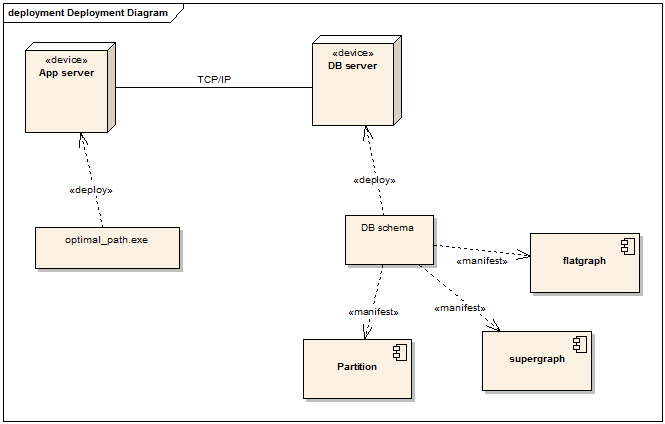 deployment Deployment Diagram
«device»
App server
«device»
DB server
TCP/IP
«deploy»
«deploy»
optimal_path.exe
DB schema
«manifest»
flatgraph
«manifest»
«manifest»
Partition
supergraph